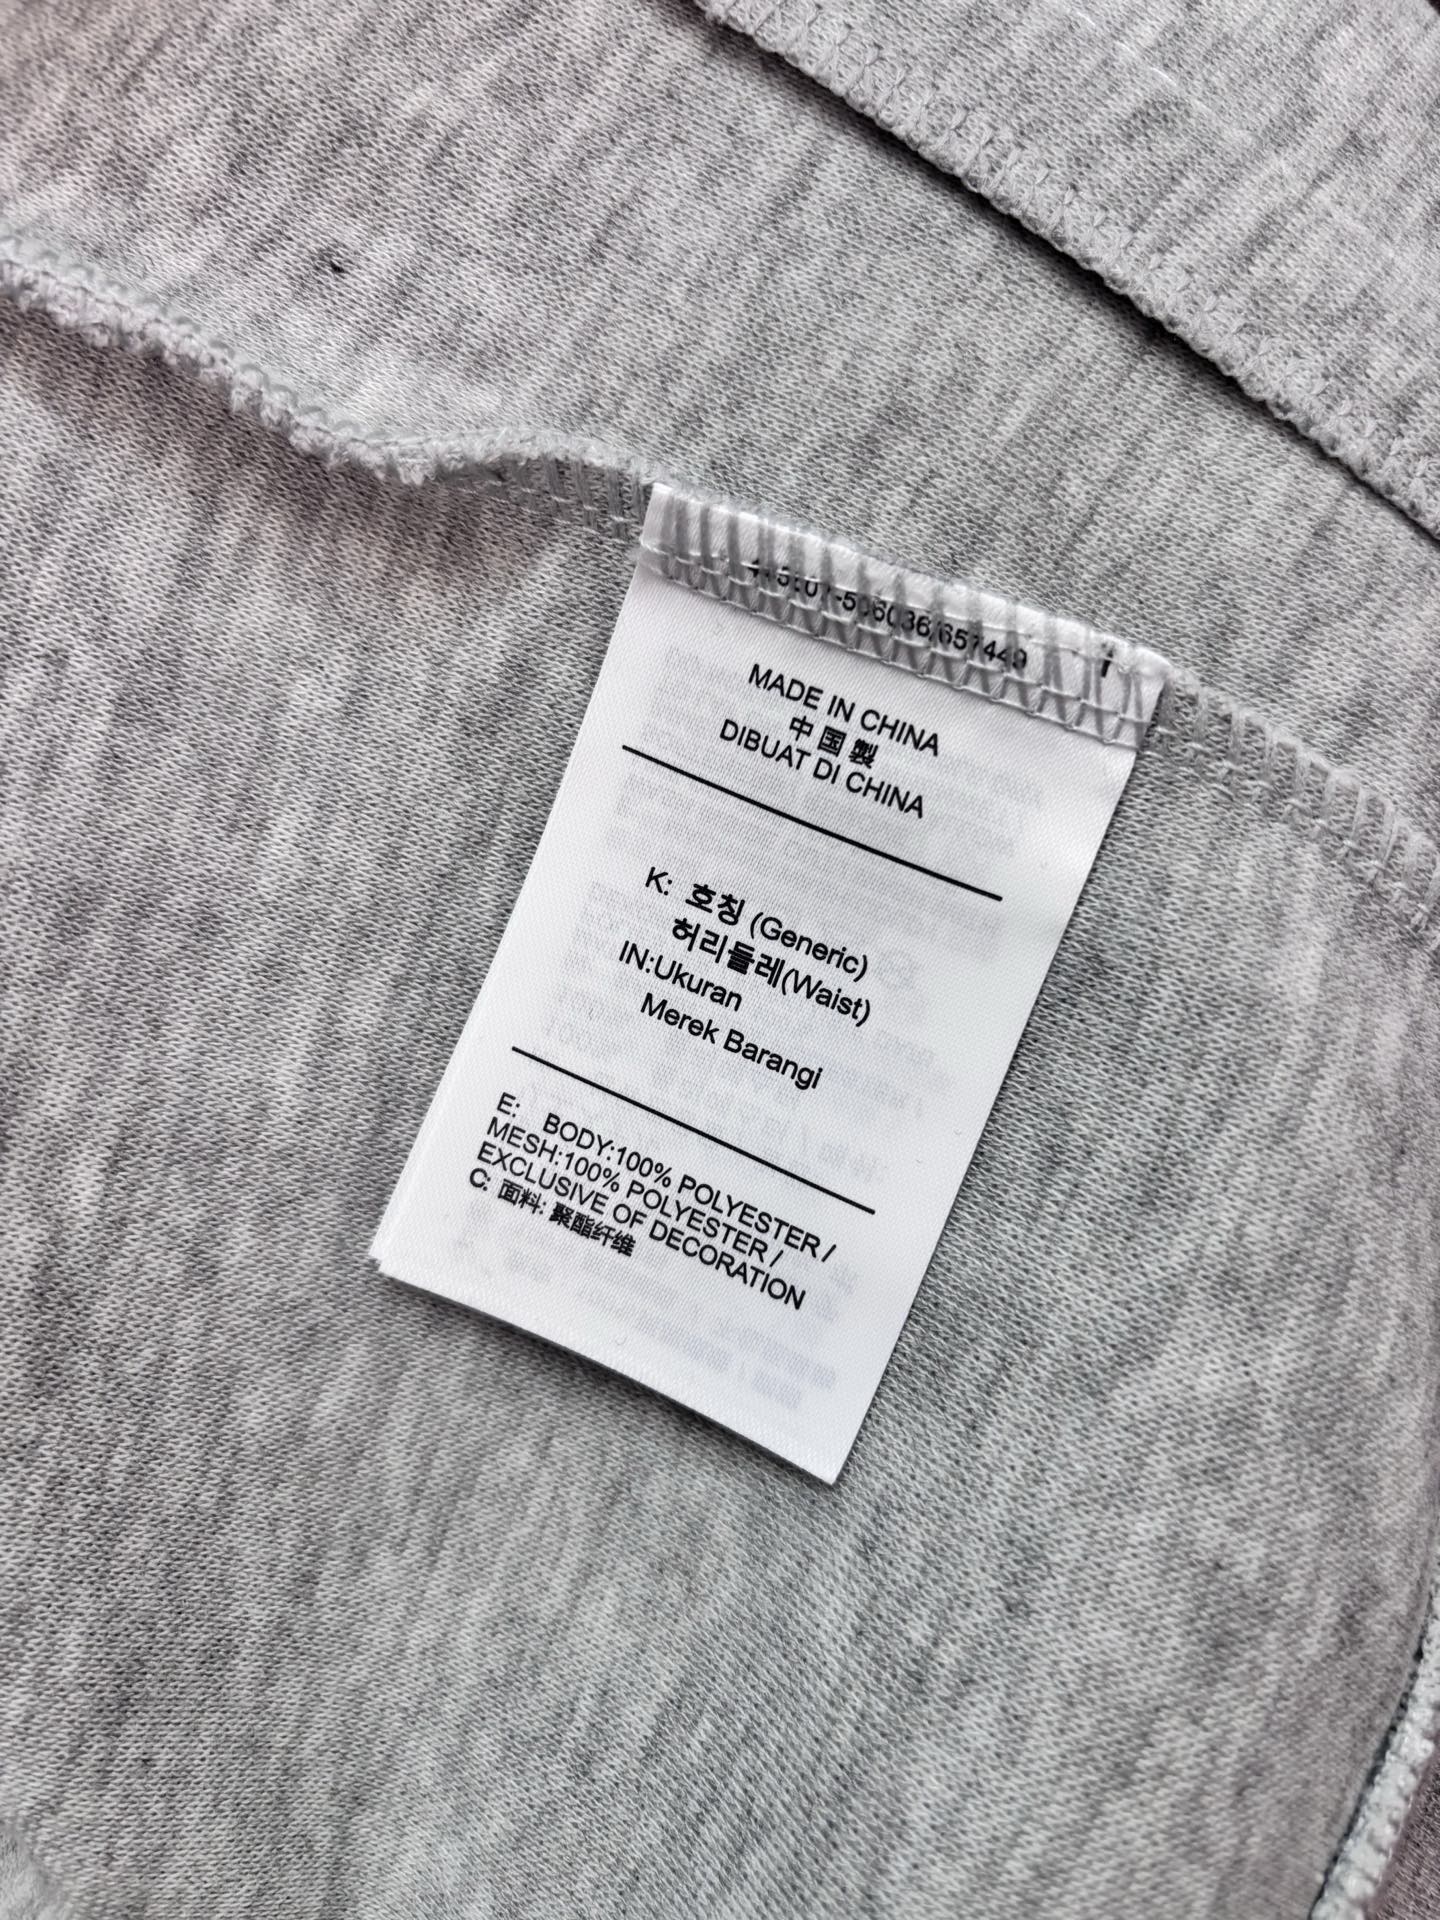 MADE IN CHINA
中国製
DIBUAT DI CHINA
K: 호칭 (Generic)
허리둘레(Waist)
IN:Ukuran
Merek Barangi
E: BODY:100% POLYESTER /
MESH:100% POLYESTER /
EXCLUSIVE OF DECORATION
C: 面料: 聚酯纤维